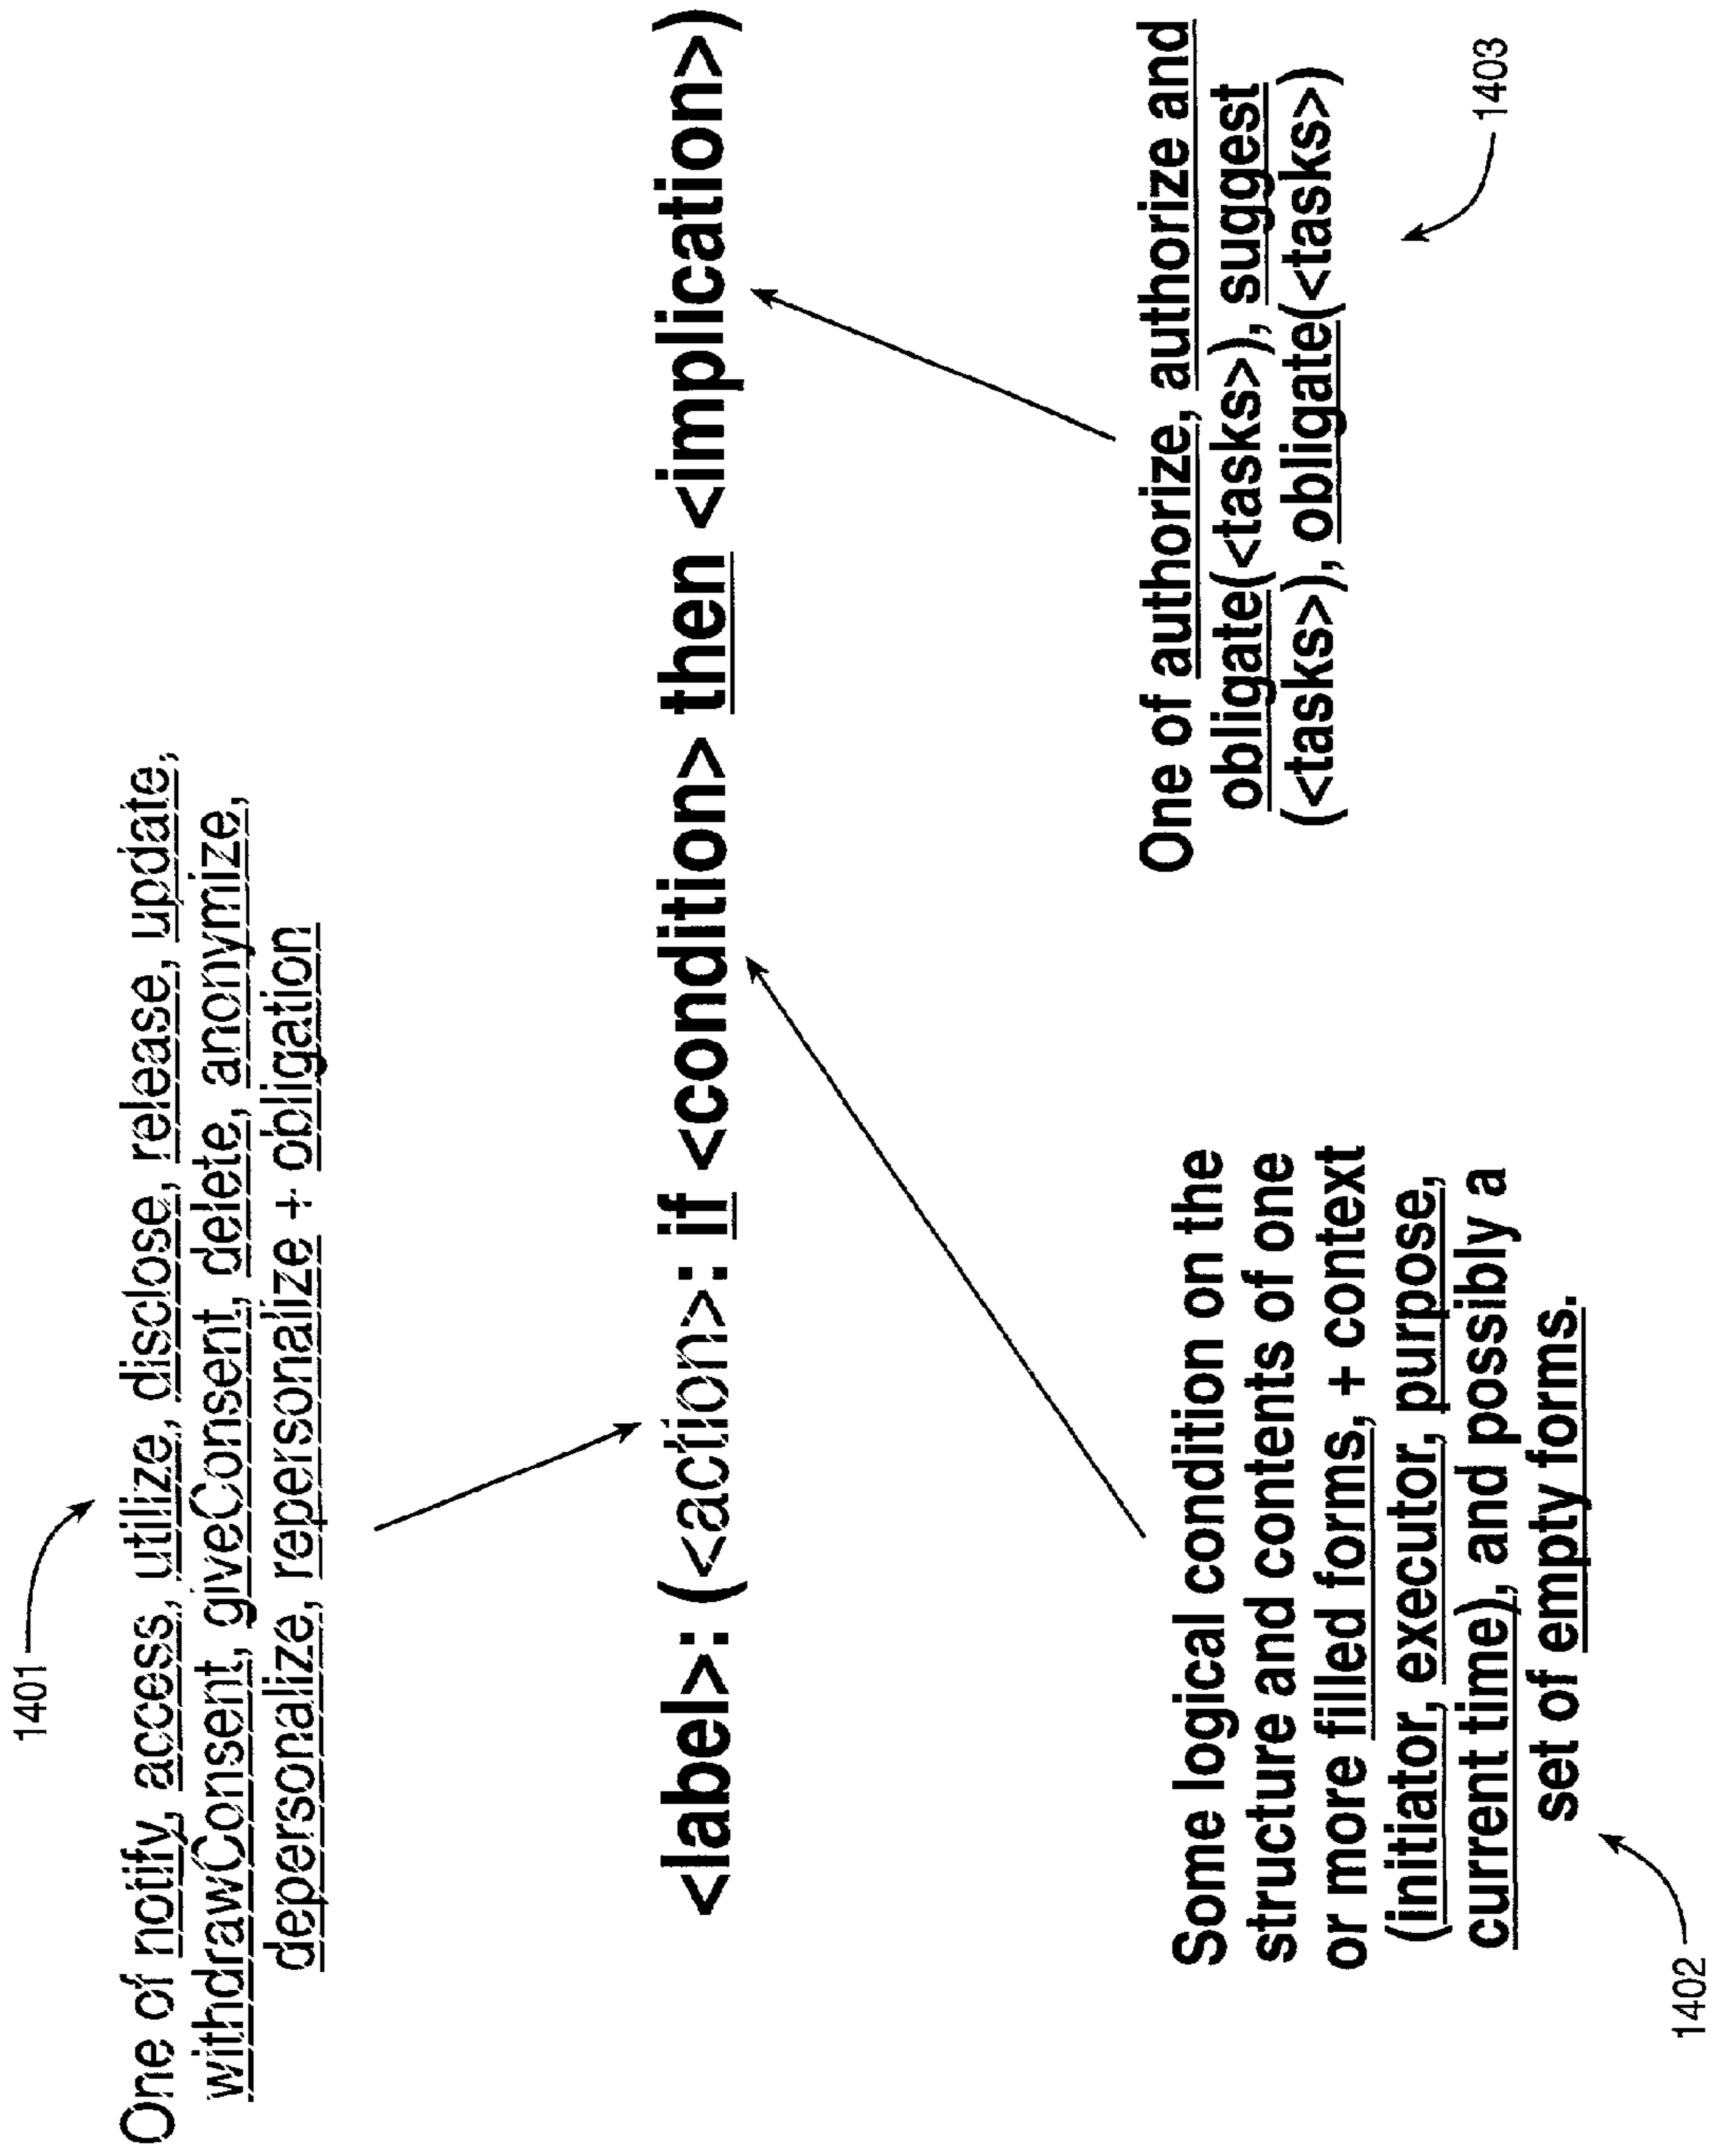 1401
One of notify, access, utilize, disclose, release, update,
withdrawConsent, giveConsent, delete, anonymize,
depersonalize, repersonalize + obligation
<label>: (<action>: if <condition> then <implication>)
Some logical condition on the
structure and contents of one
or more filled forms, + context
(initiator, executor, purpose,
current time), and possibly a
set of empty forms.
1402
One of authorize, authorize and
obligate(<tasks>), suggest
(<tasks>), obligate(<tasks>)
1403